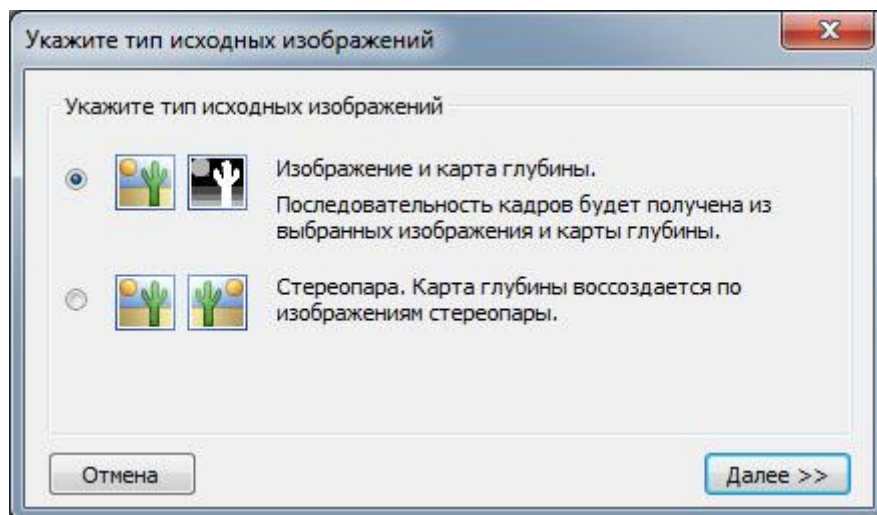 Укажите тип исходных изображений
Укажите тип исходных изображений
Изображение и карта глубины.
Последовательность кадров будет получена из
выбранных изображения и карты глубины.
Стереопара. Карта глубины воссоздается по
изображениям стереопары.
Отмена
Далее >>